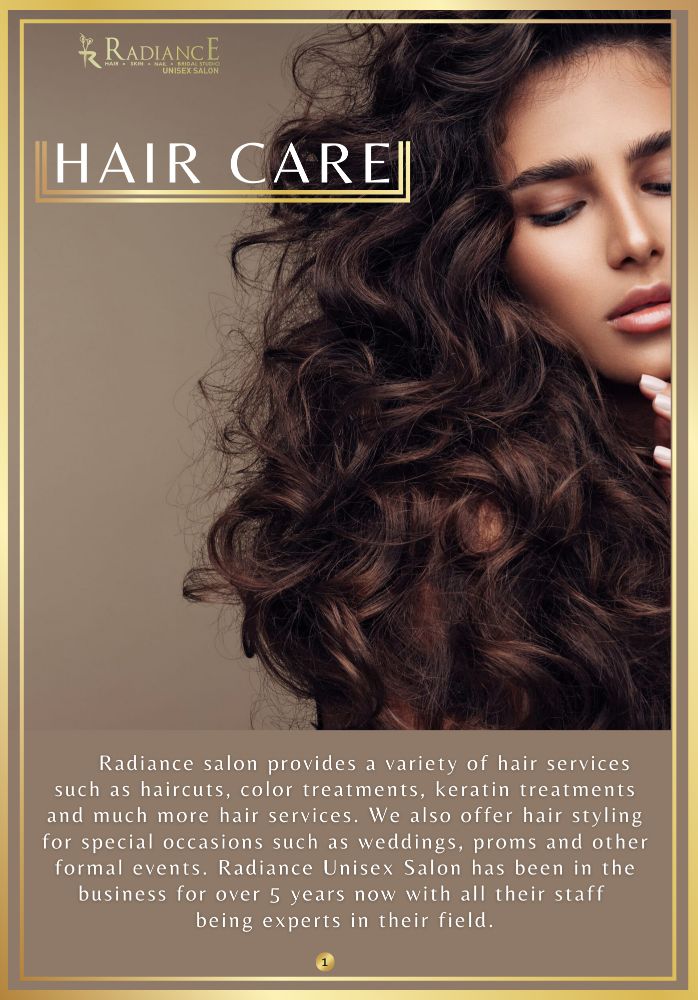 RADIANCE
HAIR • SKIN • NAIL • BRIDAL STUDIO
UNISEX SALON
HAIR CARE
Radiance salon provides a variety of hair services
such as haircuts, color treatments, keratin treatments
and much more hair services. We also offer hair styling
for special occasions such as weddings, proms and other
formal events. Radiance Unisex Salon has been in the
business for over 5 years now with all their staff
being experts in their field.
1